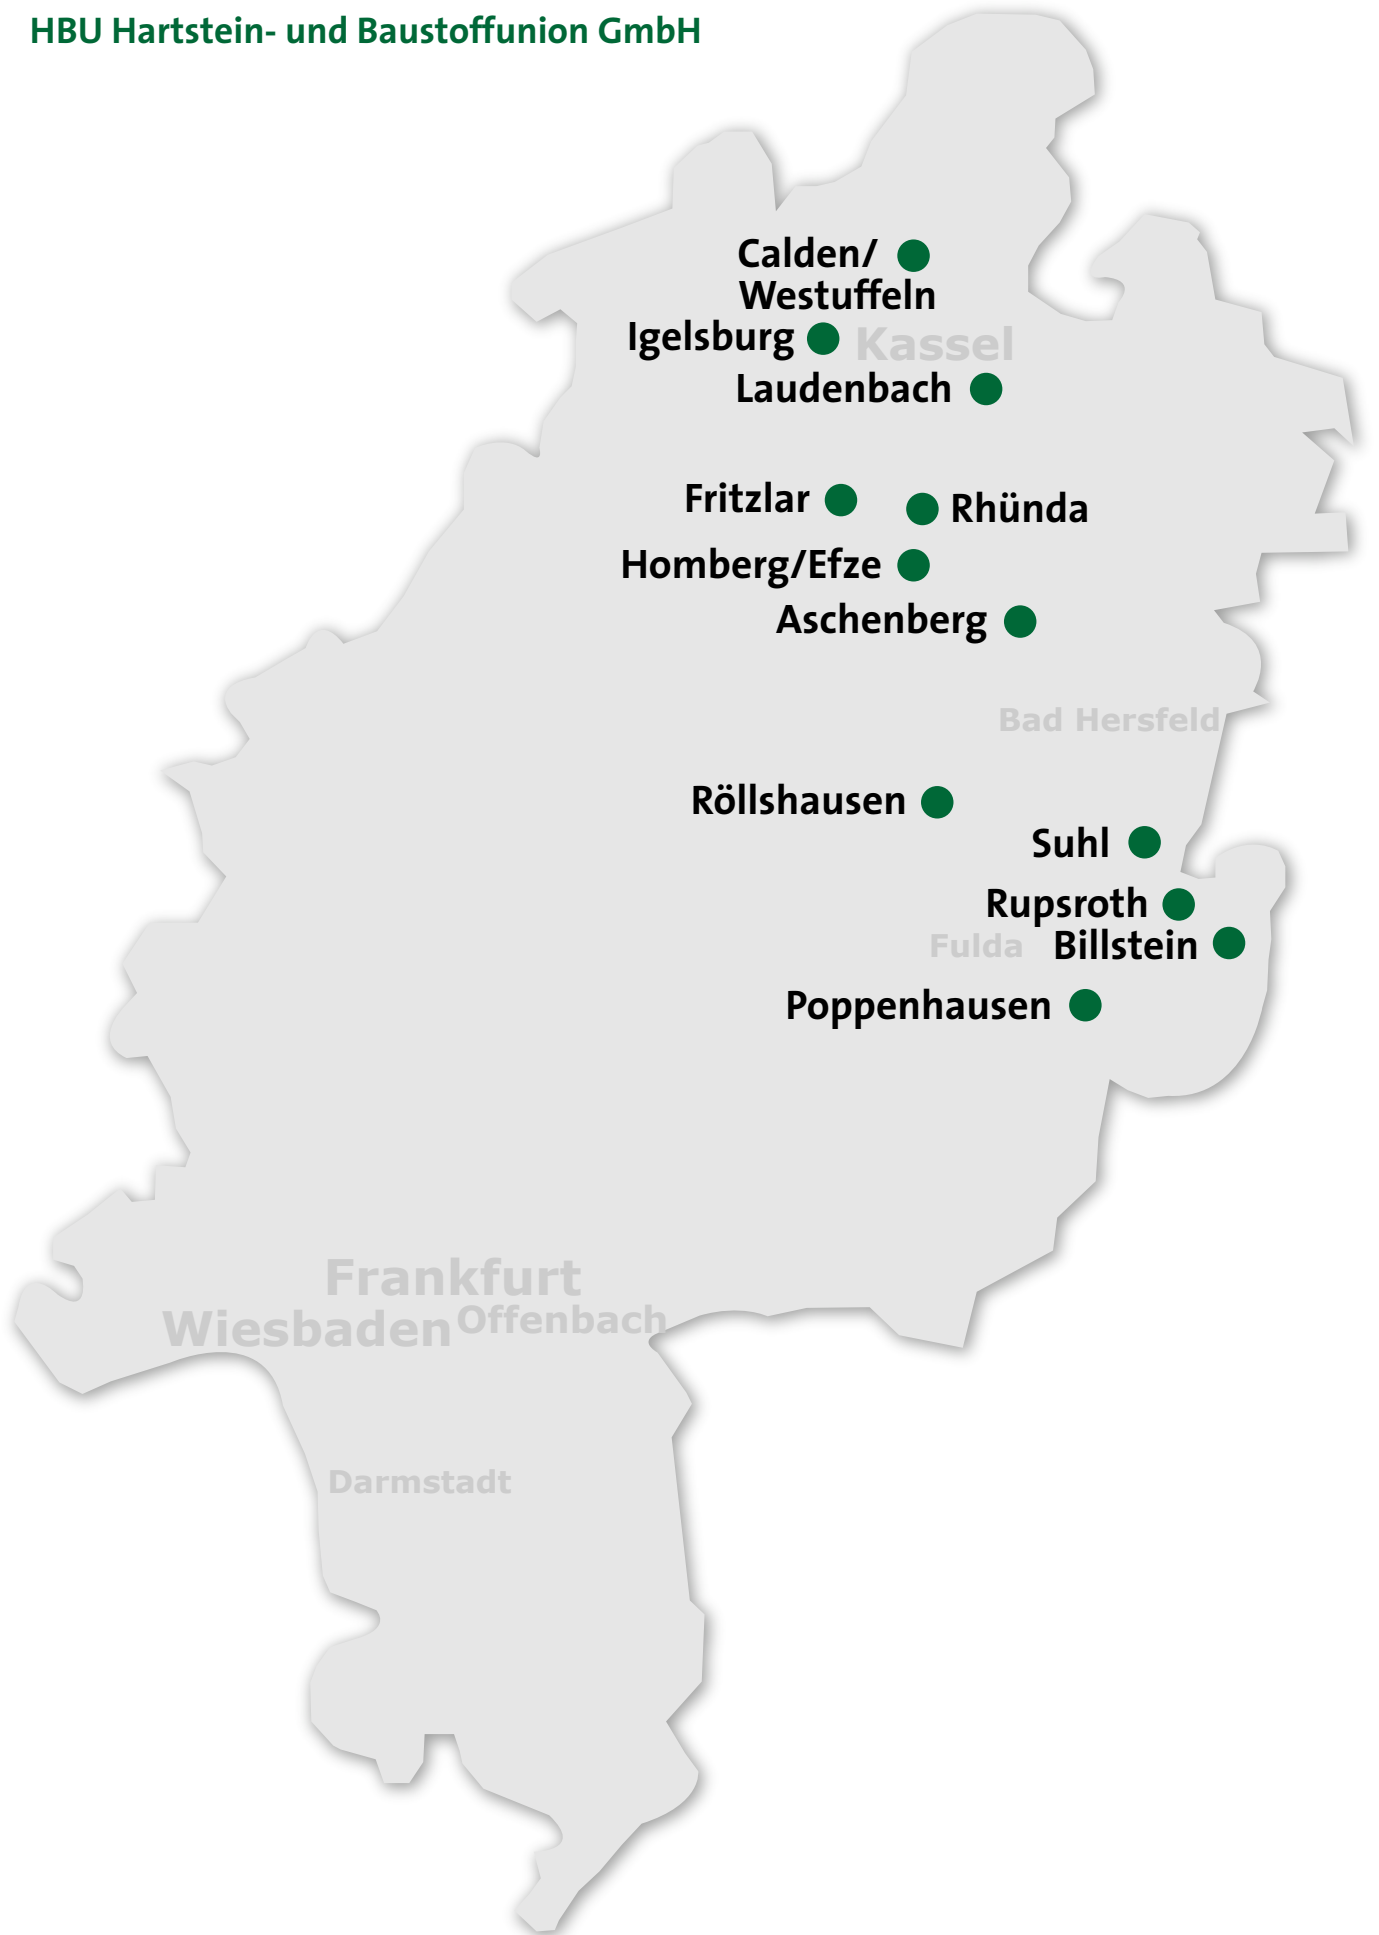 HBU Hartstein- und Baustoffunion GmbH
Calden/
Westuffeln
Igelsburg
Kassel
Laudenbach
Fritzlar
Rhünda
Homberg/Efze
Aschenberg
Bad Hersfeld
Röllshausen
Suhl
Rupsroth
Fulda
Billstein
Poppenhausen
Frankfurt
Wiesbaden
Offenbach
Darmstadt